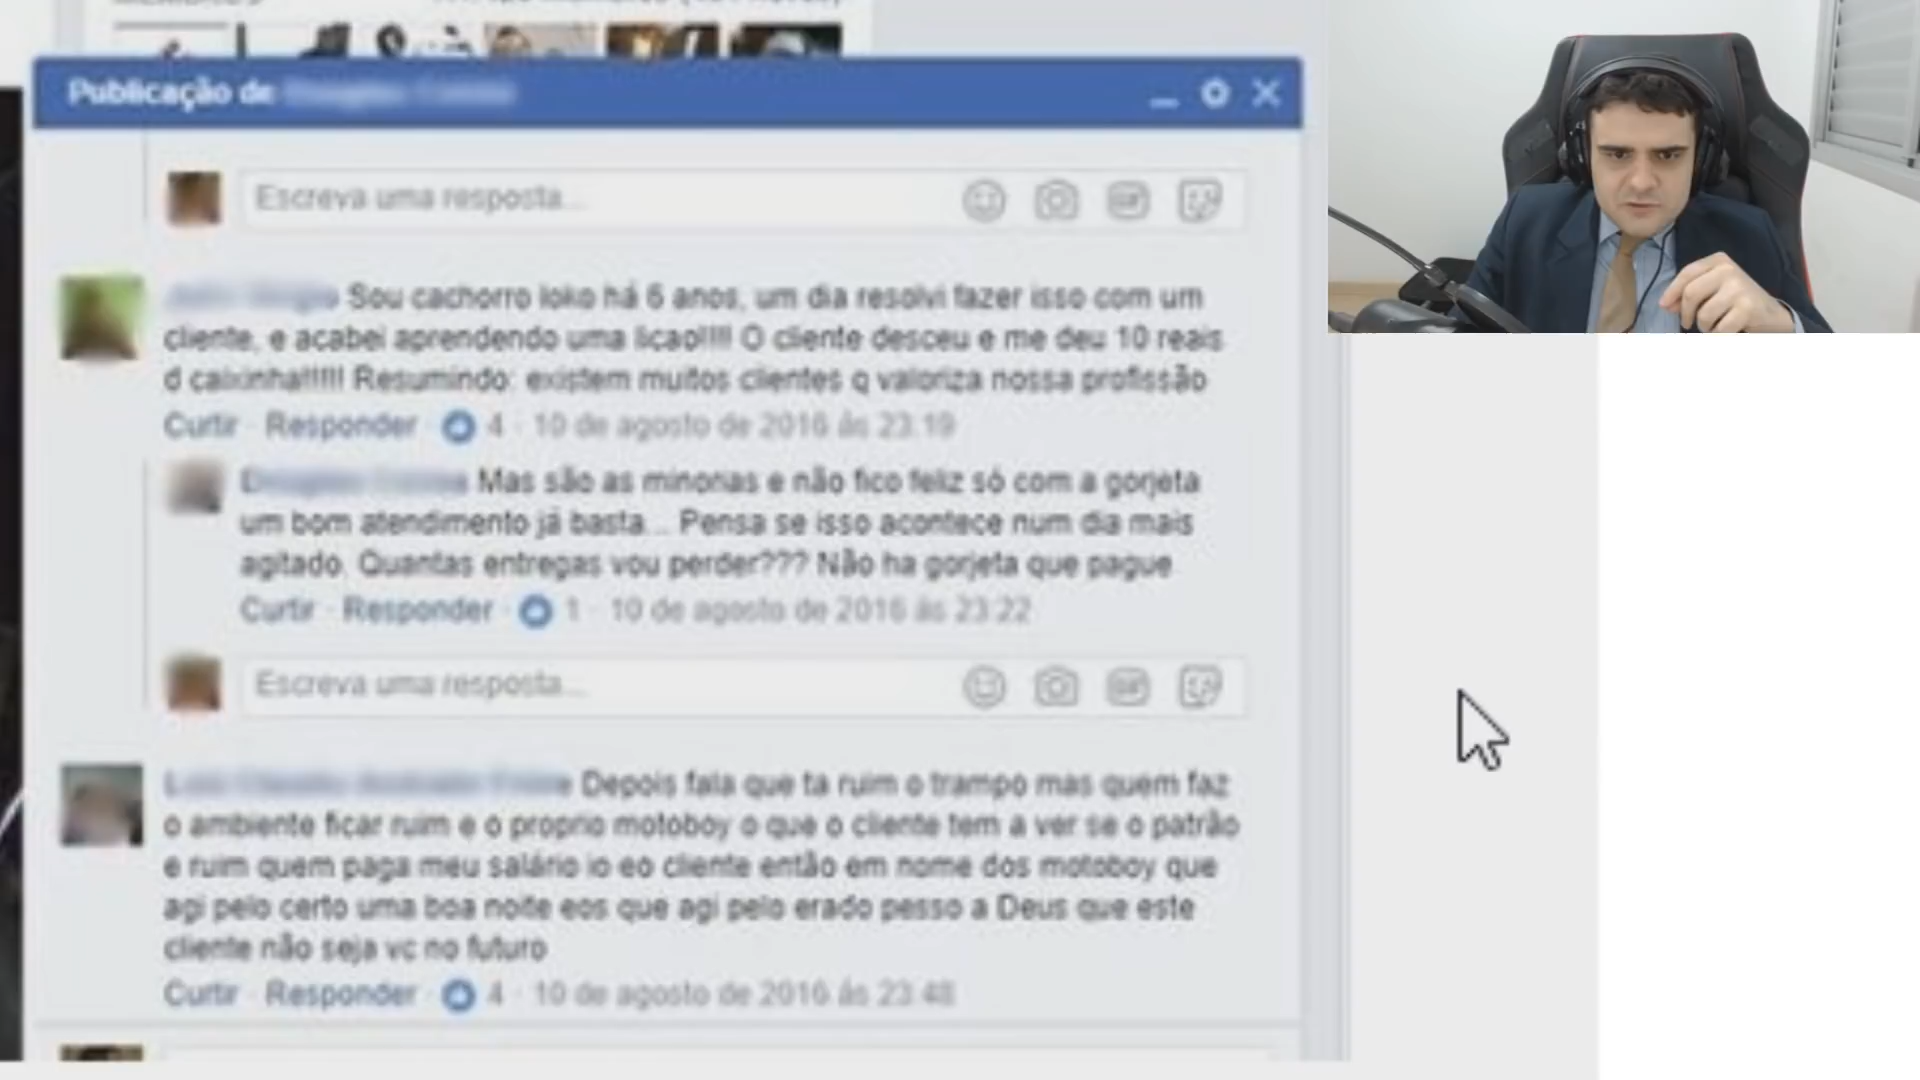 Publicação de
Escreva uma resposta...
Sou cachorro loko há 6 anos, um dia resolvi fazer isso com um
cliente, e acabei aprendendo uma licao!!!! O cliente desceu e me deu 10 reais
d caixinha!!!!! Resumindo: existem muitos clientes q valoriza nossa profissão
Curtir · Responder · 4 · 10 de agosto de 2016 às 23:19
Mas são as minorias e não fico feliz só com a gorjeta
um bom atendimento já basta... Pensa se isso acontece num dia mais
agitado. Quantas entregas vou perder??? Não ha gorjeta que pague
Curtir · Responder · 1 · 10 de agosto de 2016 às 23:22
Escreva uma resposta...
Depois fala que ta ruim o trampo mas quem faz
o ambiente ficar ruim e o proprio motoboy o que o cliente tem a ver se o patrão
e ruim quem paga meu salário io eo cliente então em nome dos motoboy que
agi pelo certo uma boa noite eos que agi pelo erado pesso a Deus que este
cliente não seja vc no futuro
Curtir · Responder · 4 · 10 de agosto de 2016 às 23:48